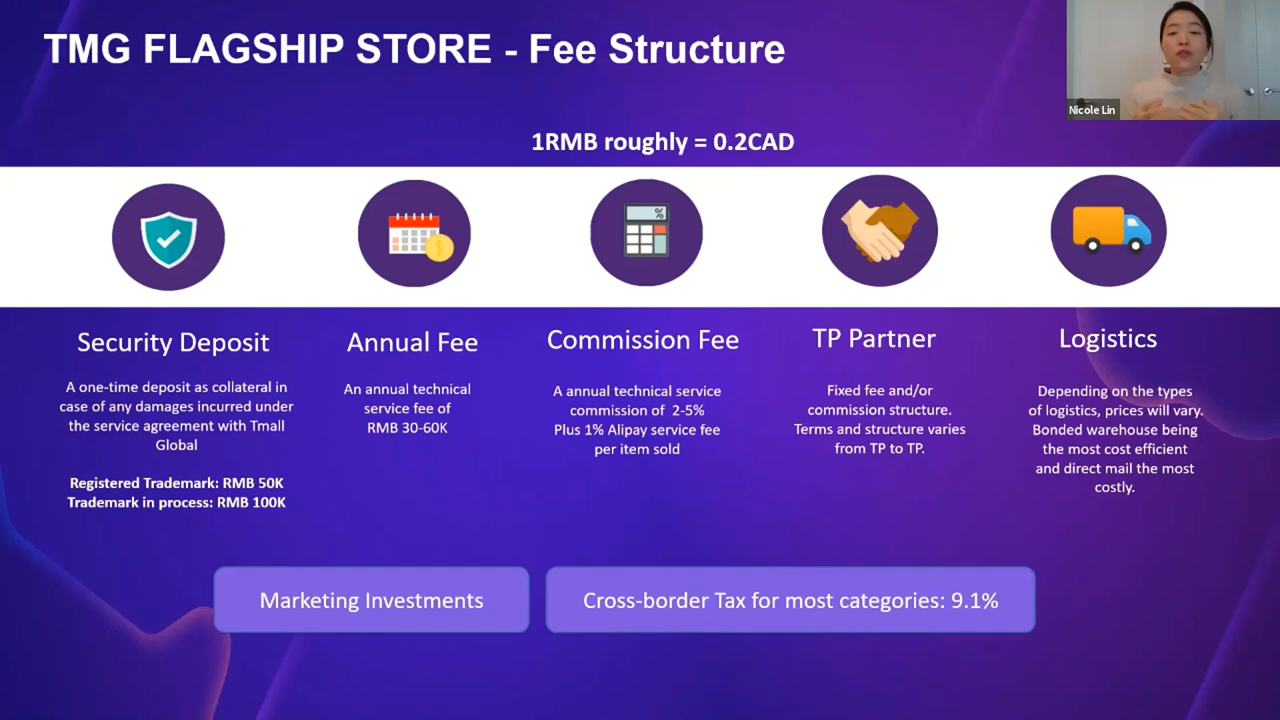 TMG FLAGSHIP STORE - Fee Structure
Nicole Lin
1RMB roughly = 0.2CAD
%
$
Security Deposit
A one-time deposit as collateral in
case of any damages incurred under
the service agreement with Tmall
Global
Registered Trademark: RMB 50K
Trademark in process: RMB 100K
Annual Fee
An annual technical
service fee of
RMB 30-60K
Commission Fee
A annual technical service
commission of 2-5%
Plus 1% Alipay service fee
per item sold
TP Partner
Fixed fee and/or
commission structure.
Terms and structure varies
from TP to TP.
Logistics
Depending on the types
of logistics, prices will vary.
Bonded warehouse being
the most cost efficient
and direct mail the most
costly.
Marketing Investments
Cross-border Tax for most categories: 9.1%